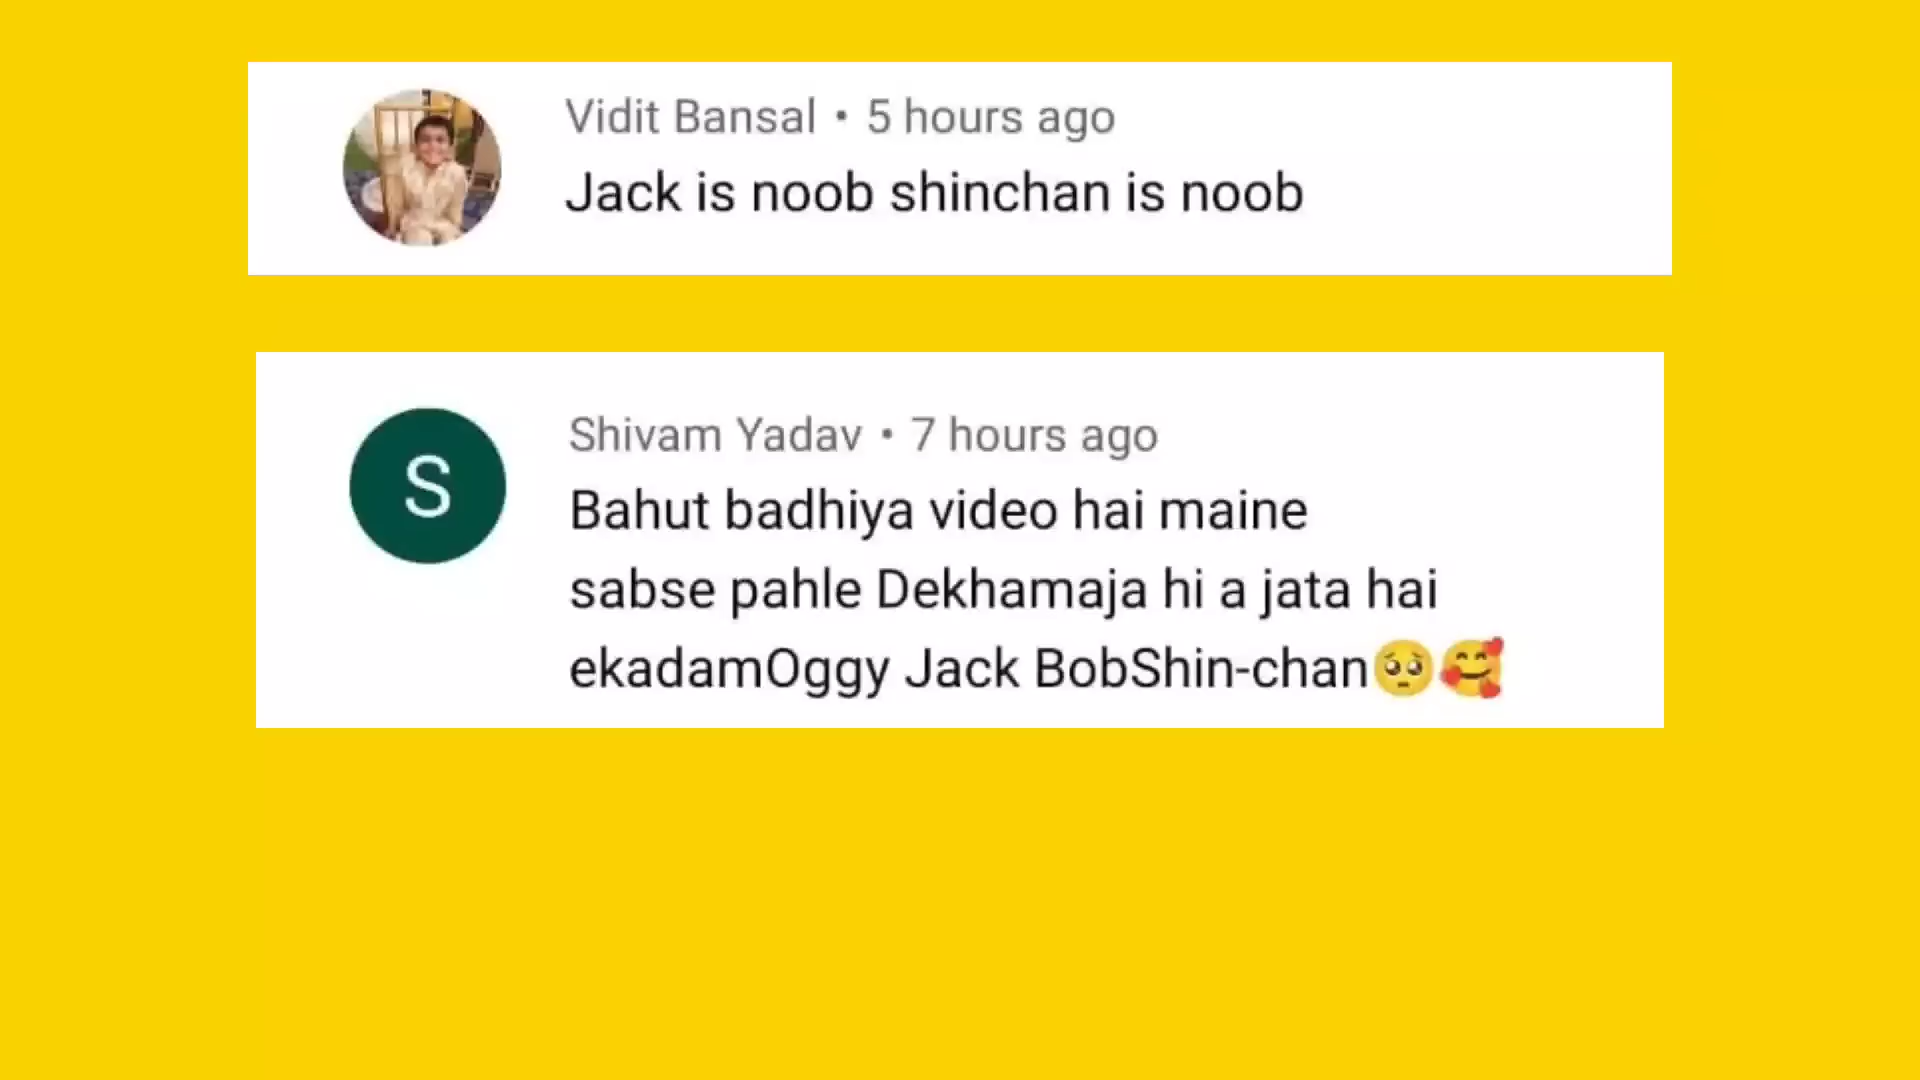 Vidit Bansal • 5 hours ago
Jack is noob shinchan is noob
S
Shivam Yadav • 7 hours ago
Bahut badhiya video hai maine
sabse pahle Dekhamaja hi a jata hai
ekadamOggy Jack BobShin-chan🥺🥰